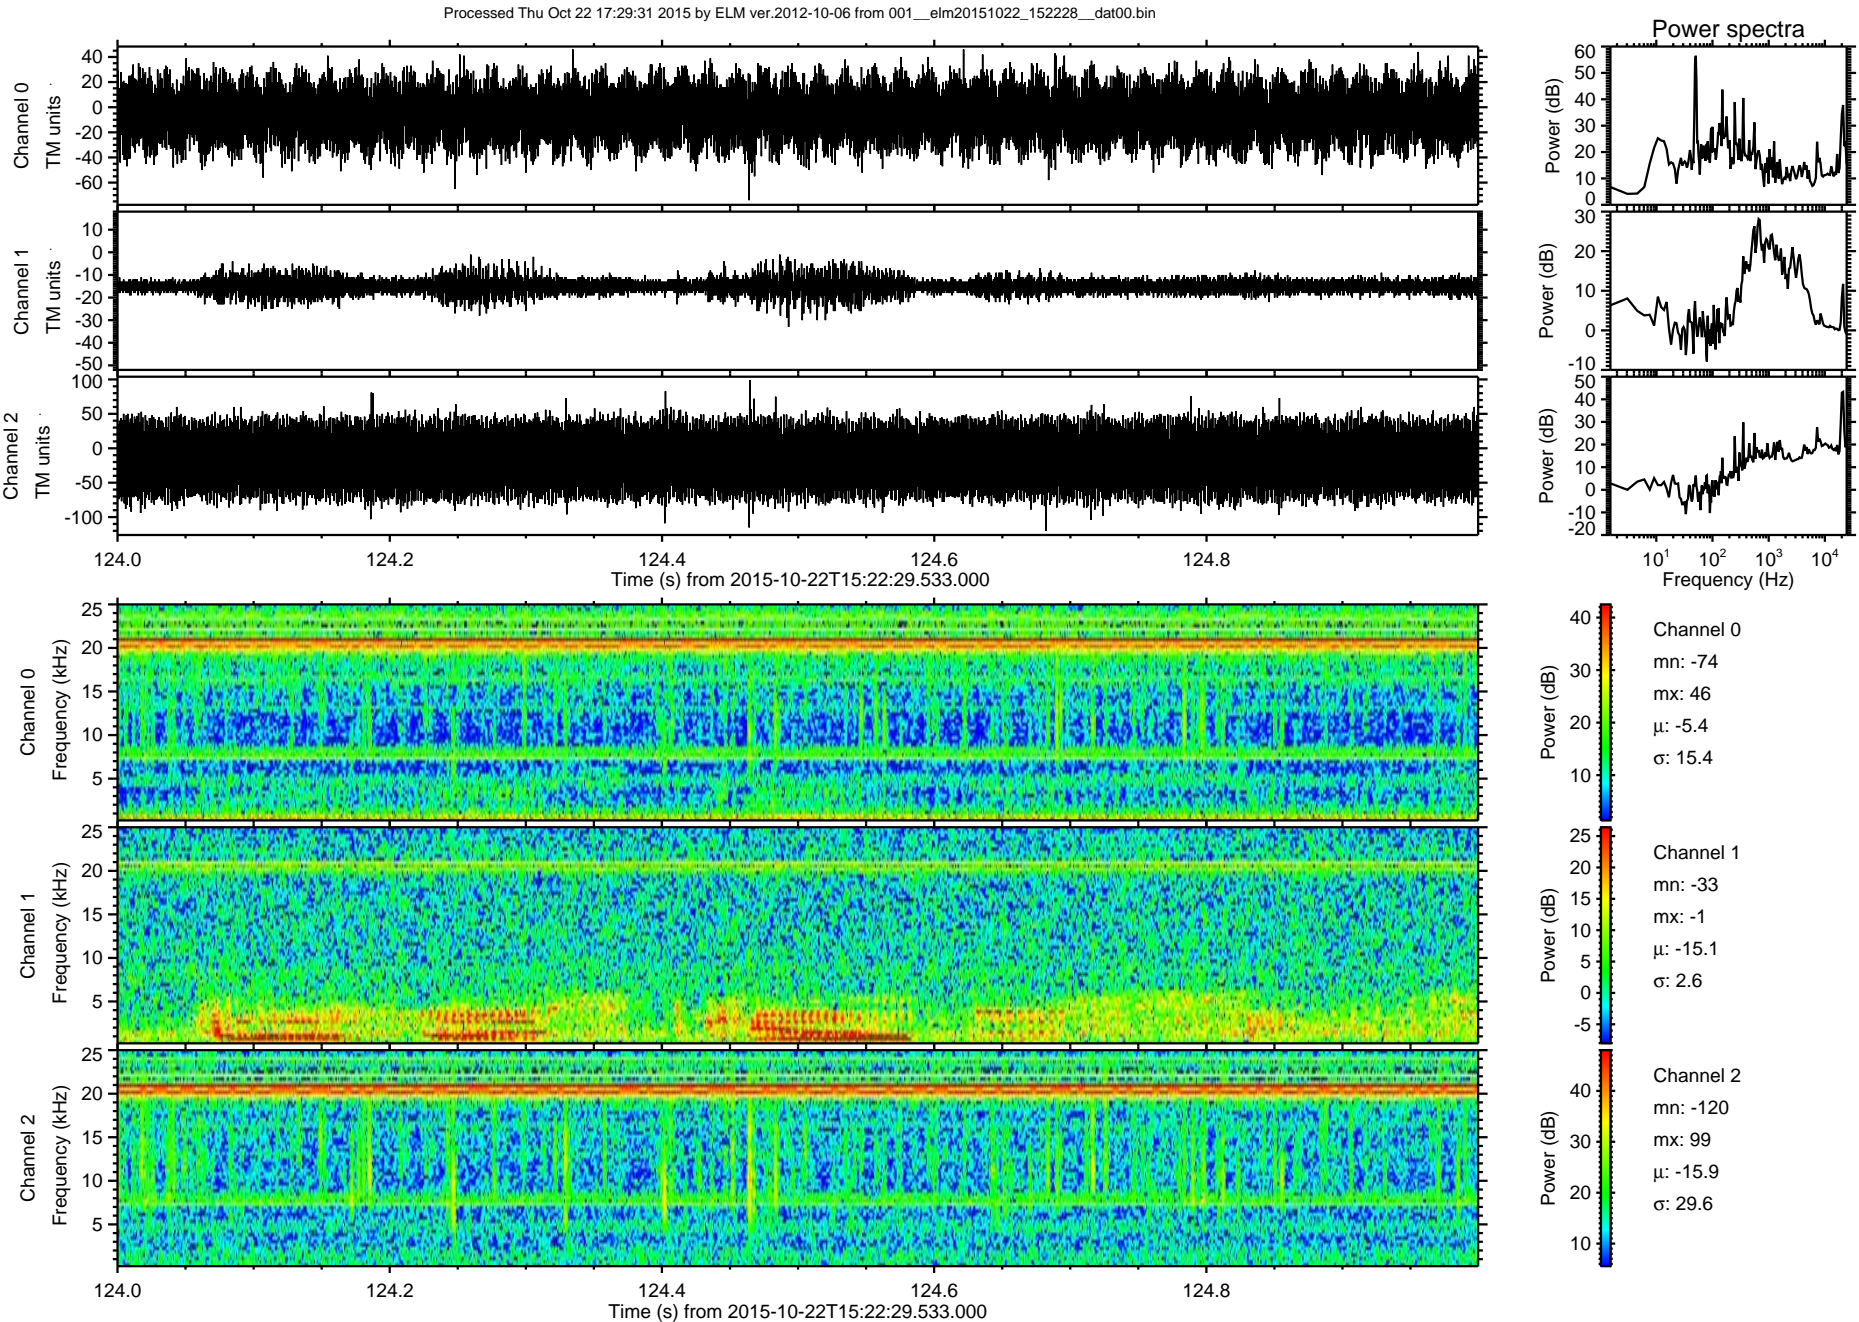 Processed Thu Oct 22 17:29:31 2015 by ELM ver.2012-10-06 from 001__elm20151022_152228__dat00.bin
Power spectra
Channel 0
TM units
40
20
0
-20
-40
-60
Power (dB)
60
50
40
30
20
10
0
Channel 1
TM units
10
0
-10
-20
-30
-40
-50
Power (dB)
30
20
10
0
-10
Channel 2
TM units
100
50
0
-50
-100
Power (dB)
50
40
30
20
10
0
-10
-20
124.0 124.2 124.4 124.6 124.8
Time (s) from 2015-10-22T15:22:29.533.000
10^1 10^2 10^3 10^4
Frequency (Hz)
Channel 0
Frequency (kHz)
25
20
15
10
5
Power (dB)
40
30
20
10
Channel 0
mn: -74
mx: 46
μ: -5.4
σ: 15.4
Channel 1
Frequency (kHz)
25
20
15
10
5
Power (dB)
25
20
15
10
5
0
-5
Channel 1
mn: -33
mx: -1
μ: -15.1
σ: 2.6
Channel 2
Frequency (kHz)
25
20
15
10
5
Power (dB)
40
30
20
10
Channel 2
mn: -120
mx: 99
μ: -15.9
σ: 29.6
124.0 124.2 124.4 124.6 124.8
Time (s) from 2015-10-22T15:22:29.533.000